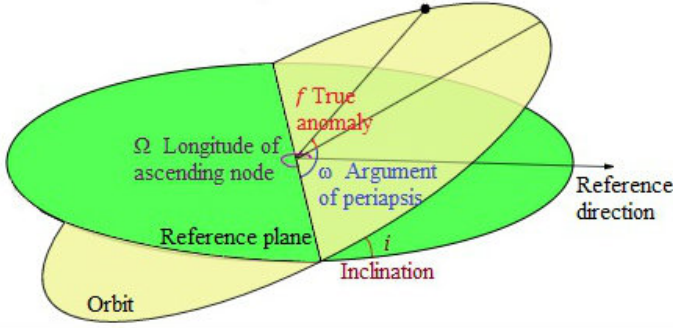 f True
anomaly
Ω Longitude of
ascending node
ω Argument
of periapsis
Reference
direction
Reference plane
i
Inclination
Orbit